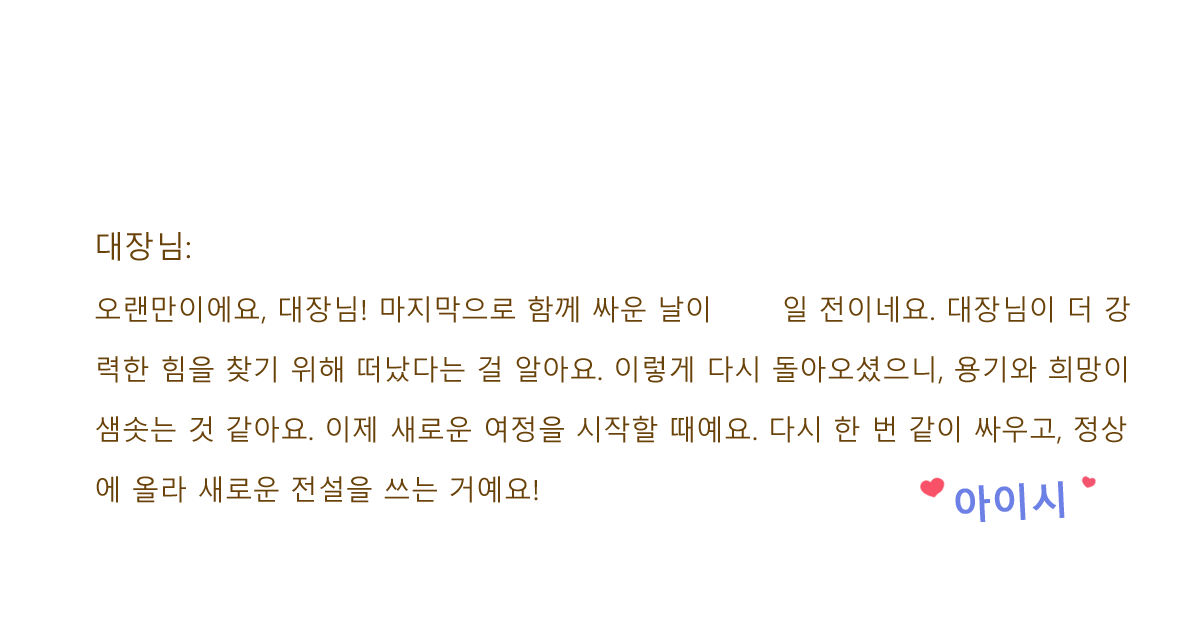 대장님:
오랜만이에요, 대장님! 마지막으로 함께 싸운 날이 일 전이네요. 대장님이 더 강
력한 힘을 찾기 위해 떠났다는 걸 알아요. 이렇게 다시 돌아오셨으니, 용기와 희망이
샘솟는 것 같아요. 이제 새로운 여정을 시작할 때예요. 다시 한 번 같이 싸우고, 정상
에 올라 새로운 전설을 쓰는 거예요!
아이시